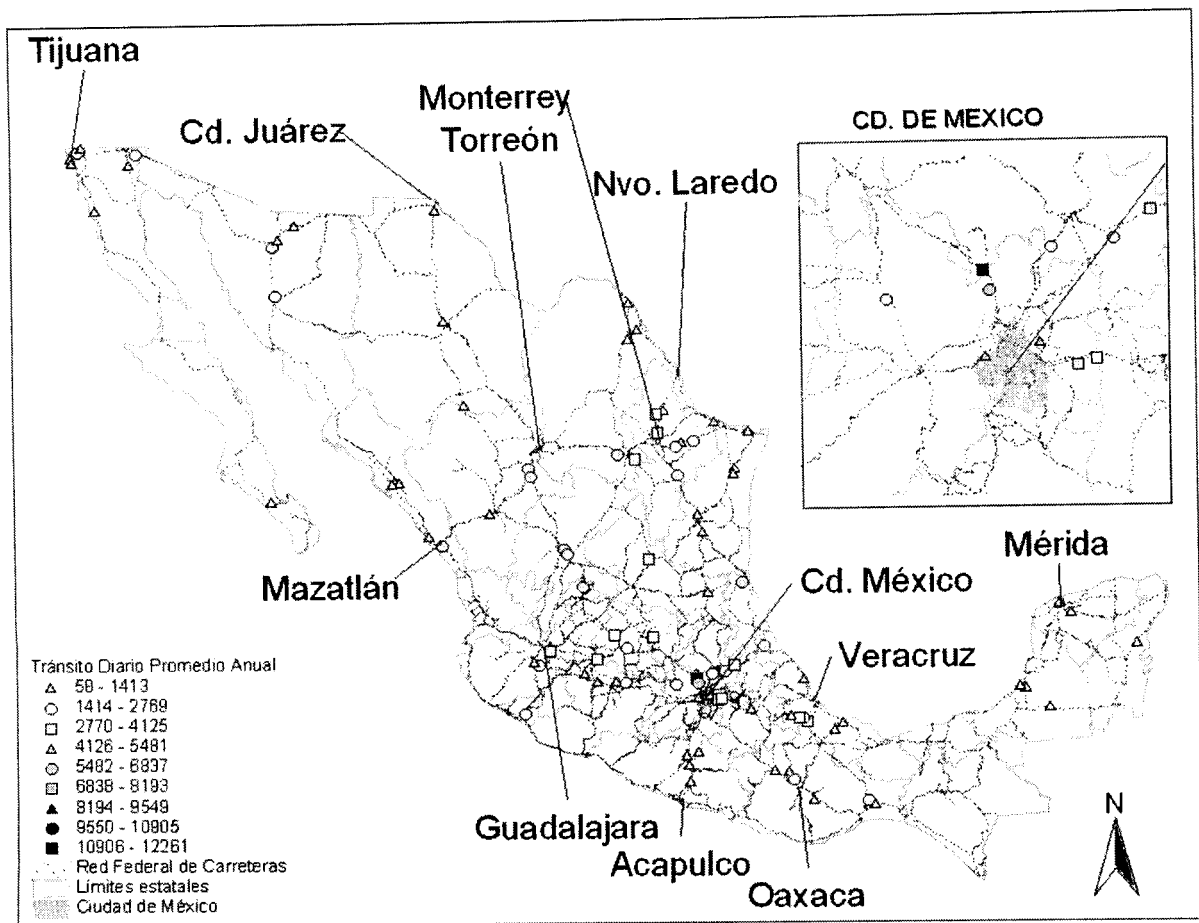 Tijuana
Monterrey
Cd. Juárez
Torreón
CD. DE MEXICO
Nvo. Laredo
Mérida
Mazatlán
Cd. México
Veracruz
Tránsito Diario Promedio Anual
58 - 1413
1414 - 2769
2770 - 4125
4126 - 5481
5482 - 6837
6838 - 8193
8194 - 9549
9550 - 10905
10906 - 12261
Red Federal de Carreteras
Límites estatales
Ciudad de México
Guadalajara
Acapulco
Oaxaca
N